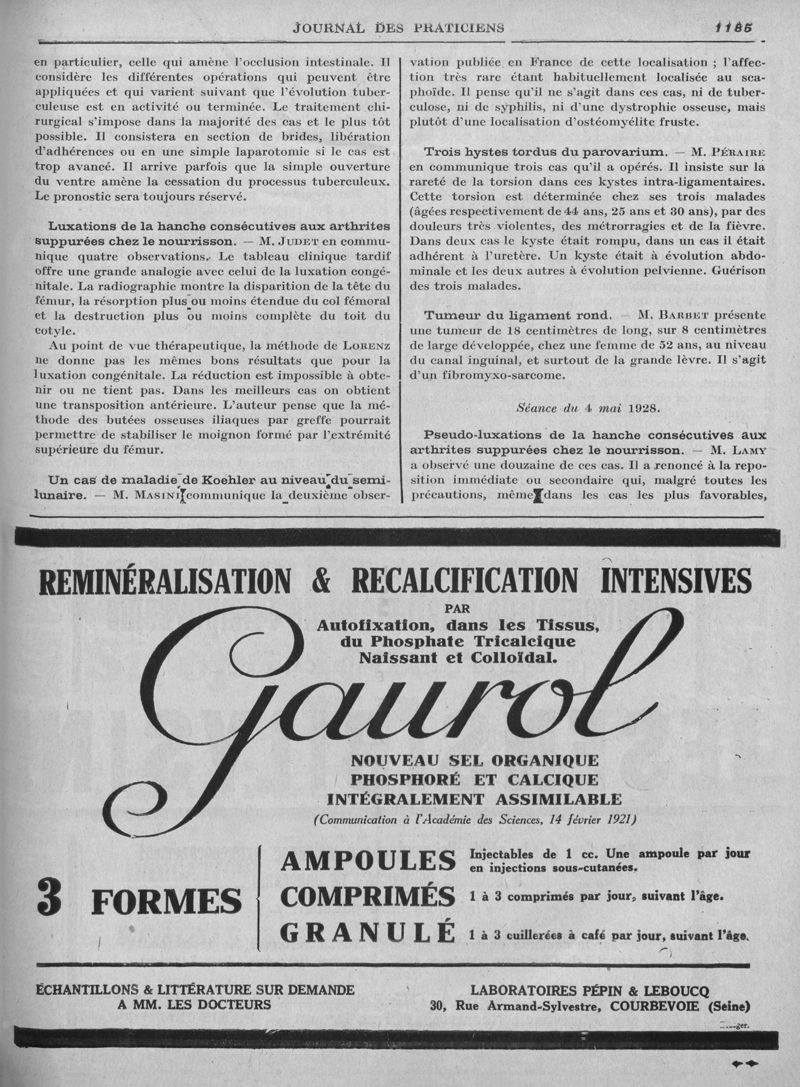 JOURNAL DES PRATICIENS
1185
en particulier, celle qui amène l'occlusion intestinale. Il
considère les différentes opérations qui peuvent être
appliquées et qui varient suivant que l'évolution tuber-
culeuse est en activité ou terminée. Le traitement chi-
rurgical s'impose dans la majorité des cas et le plus tôt
possible. Il consistera en section de brides, libération
d'adhérences ou en une simple laparotomie si le cas est
trop avancé. Il arrive parfois que la simple ouverture
du ventre amène la cessation du processus tuberculeux.
Le pronostic sera toujours réservé.
Luxations de la hanche consécutives aux arthrites
suppurées chez le nourrisson. — M. JUDET en commu-
nique quatre observations. Le tableau clinique tardif
offre une grande analogie avec celui de la luxation congé-
nitale. La radiographie montre la disparition de la tête du
fémur, la résorption plus ou moins étendue du col fémoral
et la destruction plus ou moins complète du toit du
cotyle.
Au point de vue thérapeutique, la méthode de LORENZ
ne donne pas les mêmes bons résultats que pour la
luxation congénitale. La réduction est impossible à obte-
nir ou ne tient pas. Dans les meilleurs cas on obtient
une transposition antérieure. L'auteur pense que la mé-
thode des butées osseuses iliaques par greffe pourrait
permettre de stabiliser le moignon formé par l'extrémité
supérieure du fémur.
Un cas de maladie de Koehler au niveau du semi-
lunaire. — M. MASINI communique la deuxième obser-
vation publiée en France de cette localisation ; l'affec-
tion très rare étant habituellement localisée au sca-
phoïde. Il pense qu'il ne s'agit dans ces cas, ni de tuber-
culose, ni de syphilis, ni d'une dystrophie osseuse, mais
plutôt d'une localisation d'ostéomyélite fruste.
Trois hystes tordus du parovarium. — M. PÉRAIRE
en communique trois cas qu'il a opérés. Il insiste sur la
rareté de la torsion dans ces kystes intra-ligamentaires.
Cette torsion est déterminée chez ses trois malades
(âgées respectivement de 44 ans, 25 ans et 30 ans), par des
douleurs très violentes, des métrorragies et de la fièvre.
Dans deux cas le kyste était rompu, dans un cas il était
adhérent à l'uretère. Un kyste était à évolution abdo-
minale et les deux autres à évolution pelvienne. Guérison
des trois malades.
Tumeur du ligament rond. — M. BARBET présente
une tumeur de 18 centimètres de long, sur 8 centimètres
de large développée, chez une femme de 52 ans, au niveau
du canal inguinal, et surtout de la grande lèvre. Il s'agit
d'un fibromyxo-sarcome.
Séance du 4 mai 1928.
Pseudo-luxations de la hanche consécutives aux
arthrites suppurées chez le nourrisson. — M. LAMY
a observé une douzaine de ces cas. Il a renoncé à la repo-
sition immédiate ou secondaire qui, malgré toutes les
précautions, même dans les cas les plus favorables,
REMINÉRALISATION & RECALCIFICATION INTENSIVES
PAR
Autofixation, dans les Tissus,
du Phosphate Tricalcique
Naissant et Colloïdal.
Gaurol
NOUVEAU SEL ORGANIQUE
PHOSPHORÉ ET CALCIQUE
INTÉGRALEMENT ASSIMILABLE
(Communication à l'Académie des Sciences, 14 février 1921)
3 FORMES
AMPOULES Injectables de 1 cc. Une ampoule par jour
en injections sous-cutanées.
COMPRIMÉS 1 à 3 comprimés par jour, suivant l'âge.
GRANULÉ 1 à 3 cuillerées à café par jour, suivant l'âge.
ÉCHANTILLONS & LITTÉRATURE SUR DEMANDE
A MM. LES DOCTEURS
LABORATOIRES PÉPIN & LEBOUCQ
30, Rue Armand-Sylvestre, COURBEVOIE (Seine)